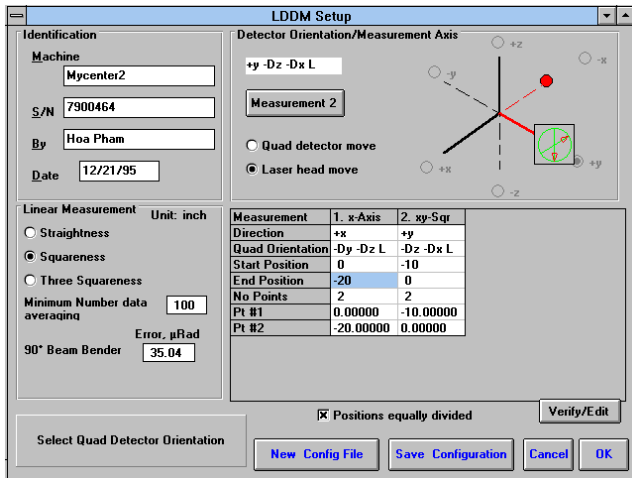 LDDM Setup
Identification
Machine
Mycenter2
S/N 7900464
By Hoa Pham
Date 12/21/95
Detector Orientation/Measurement Axis
+y -Dz -Dx L
Measurement 2
Quad detector move
Laser head move
+z
-x
-y
+x
+y
-z
Linear Measurement Unit: inch
Straightness
Squareness
Three Squareness
Minimum Number data averaging 100
Error, µRad
90° Beam Bender 35.04
Measurement 1. x-Axis 2. xy-Sqr
Direction +x +y
Quad Orientation -Dy -Dz L -Dz -Dx L
Start Position 0 -10
End Position -20 0
No Points 2 2
Pt #1 0.00000 -10.00000
Pt #2 -20.00000 0.00000
Positions equally divided
Verify/Edit
Select Quad Detector Orientation
New Config File
Save Configuration
Cancel
OK